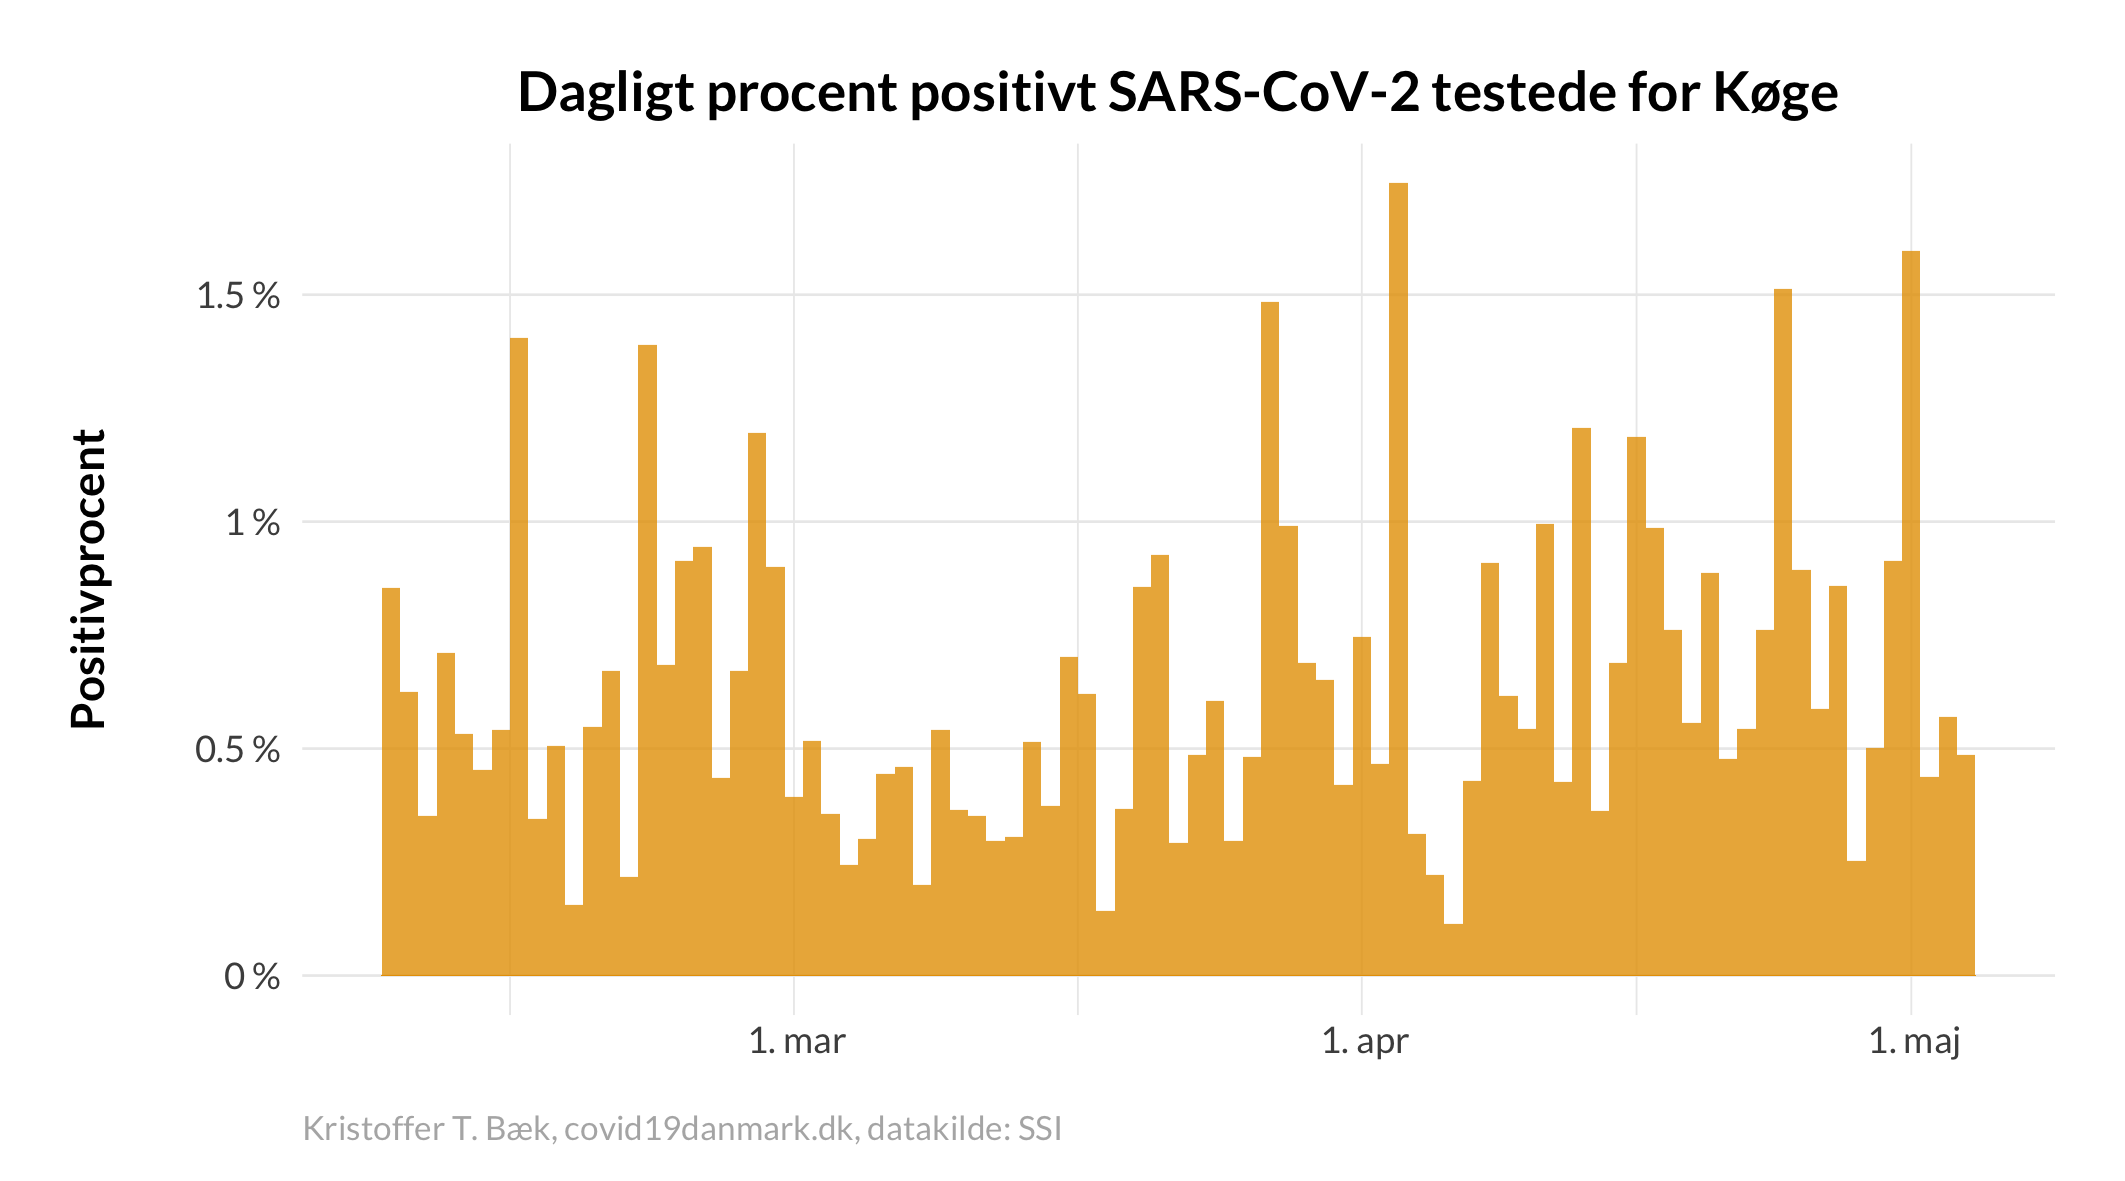 Dagligt procent positivt SARS-CoV-2 testede for Køge
Positivprocent
1.5 %
1 %
0.5 %
0 %
1. mar
1. apr
1. maj
Kristoffer T. Bæk, covid19danmark.dk, datakilde: SSI